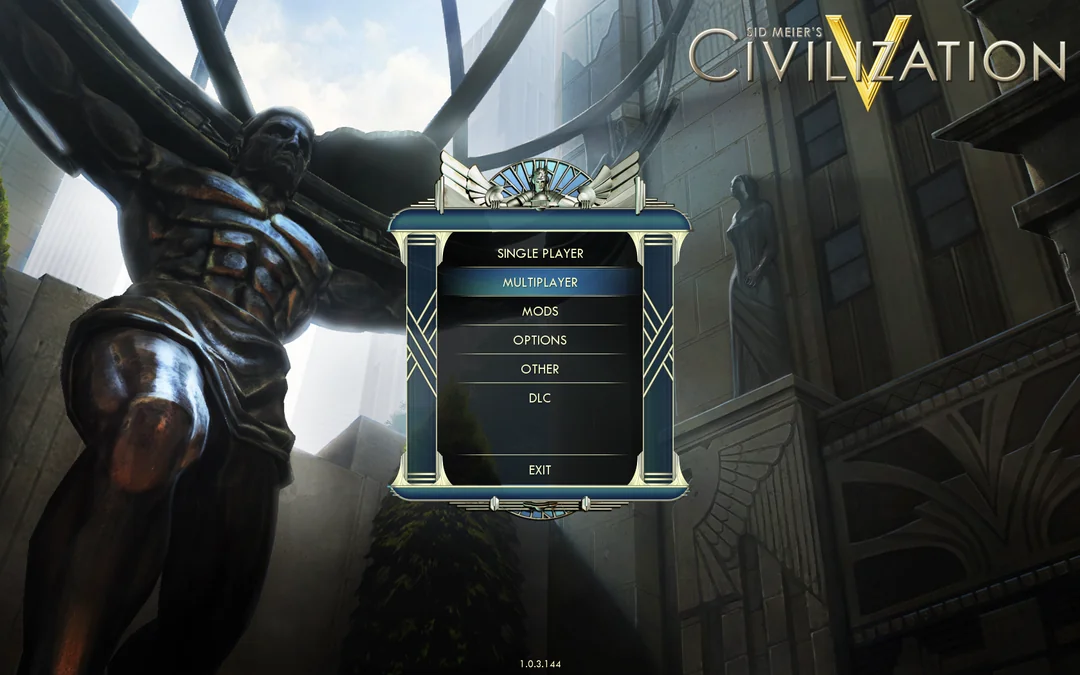 SID MEIER'S
CIVILIZATION V
SINGLE PLAYER
MULTIPLAYER
MODS
OPTIONS
OTHER
DLC
EXIT
1.0.3.144